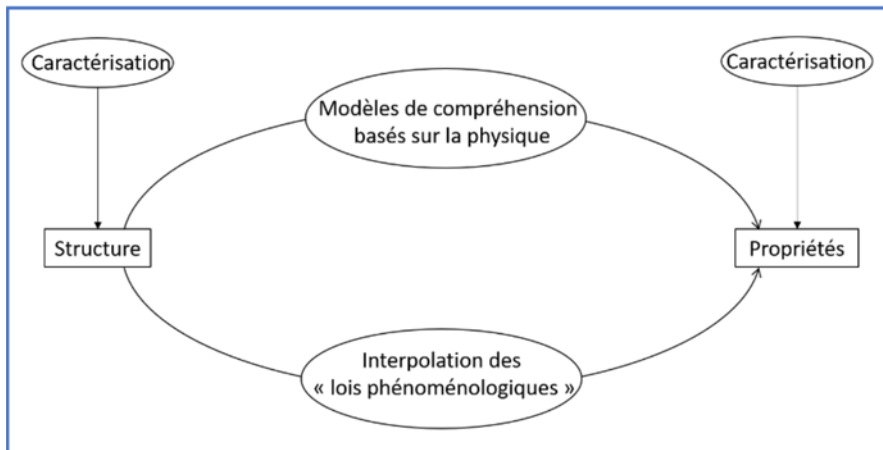 Caractérisation
Caractérisation
Modèles de compréhension
basés sur la physique
Structure
Propriétés
Interpolation des
« lois phénoménologiques »